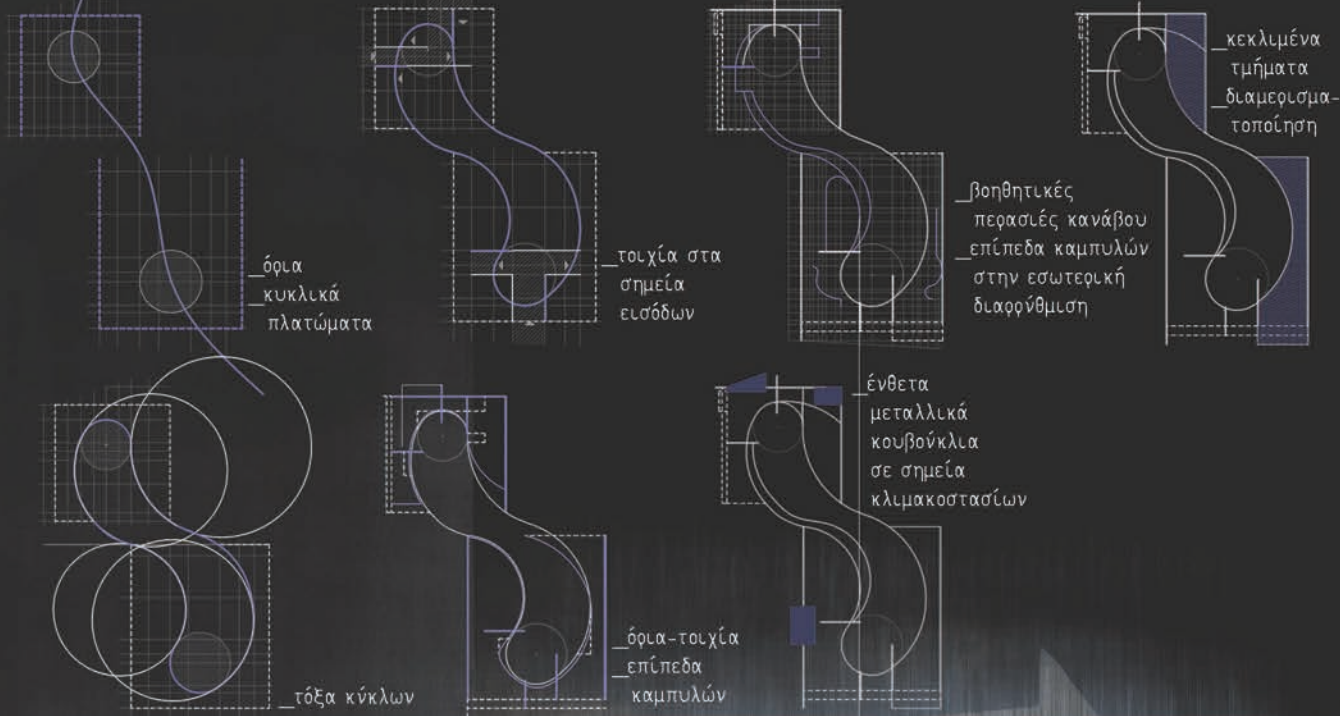 _όρια
_κυκλικά
πλατώματα
_τόξα κύκλων
_τοιχία στα
σημεία
εισόδων
_όρια-τοιχία
_επίπεδα
καμπυλών
_βοηθητικές
περασιές κανάβου
_επίπεδα καμπυλών
στην εσωτερική
διαρρύθμιση
_ένθετα
μεταλλικά
κουβούκλια
σε σημεία
κλιμακοστασίων
_κεκλιμένα
τμήματα
_διαμερισμα-
τοποίηση